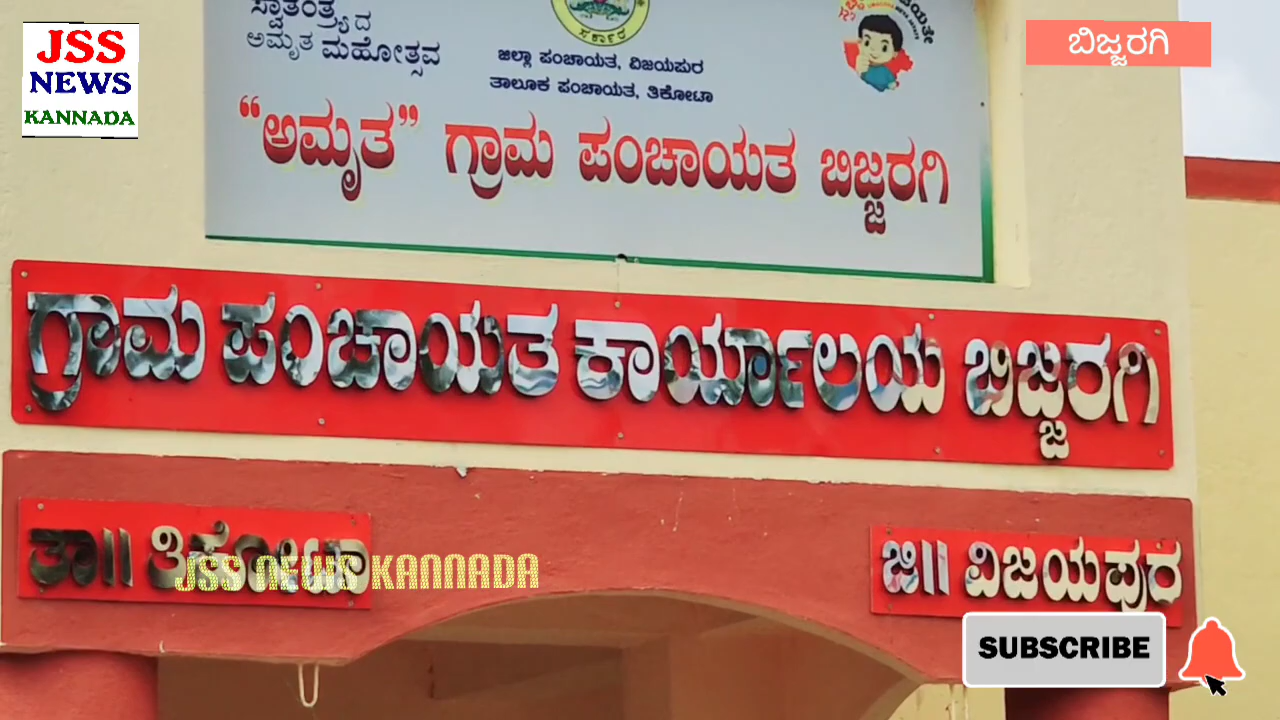 JSS
NEWS
KANNADA
ಸ್ವಾತಂತ್ರ್ಯದ
ಅಮೃತ ಮಹೋತ್ಸವ
ಸರ್ಕಾರ
ಜಿಲ್ಲಾ ಪಂಚಾಯತ, ವಿಜಯಪುರ
ತಾಲೂಕ ಪಂಚಾಯತ, ತಿಕೋಟಾ
ಬಿಜ್ಜರಗಿ
"ಅಮೃತ" ಗ್ರಾಮ ಪಂಚಾಯತ ಬಿಜ್ಜರಗಿ
ಗ್ರಾಮ ಪಂಚಾಯತ ಕಾರ್ಯಾಲಯ ಬಿಜ್ಜರಗಿ
ತಾ॥ ತಿಕೋಟಾ
ಜಿ॥ ವಿಜಯಪುರ
JSS NEWS KANNADA
SUBSCRIBE